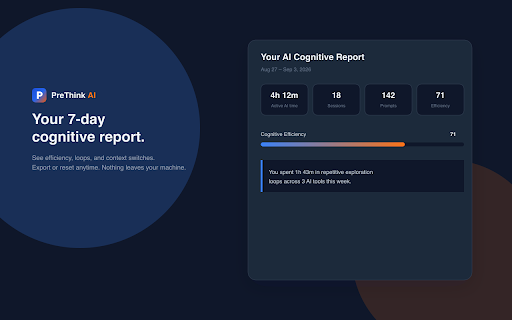 P PreThink AI
Your 7-day
cognitive report.
See efficiency, loops, and context switches.
Export or reset anytime. Nothing leaves your machine.
Your AI Cognitive Report
Aug 27 – Sep 3, 2026
4h 12m
Active AI time
18
Sessions
142
Prompts
71
Efficiency
Cognitive Efficiency 71
You spent 1h 43m in repetitive exploration
loops across 3 AI tools this week.